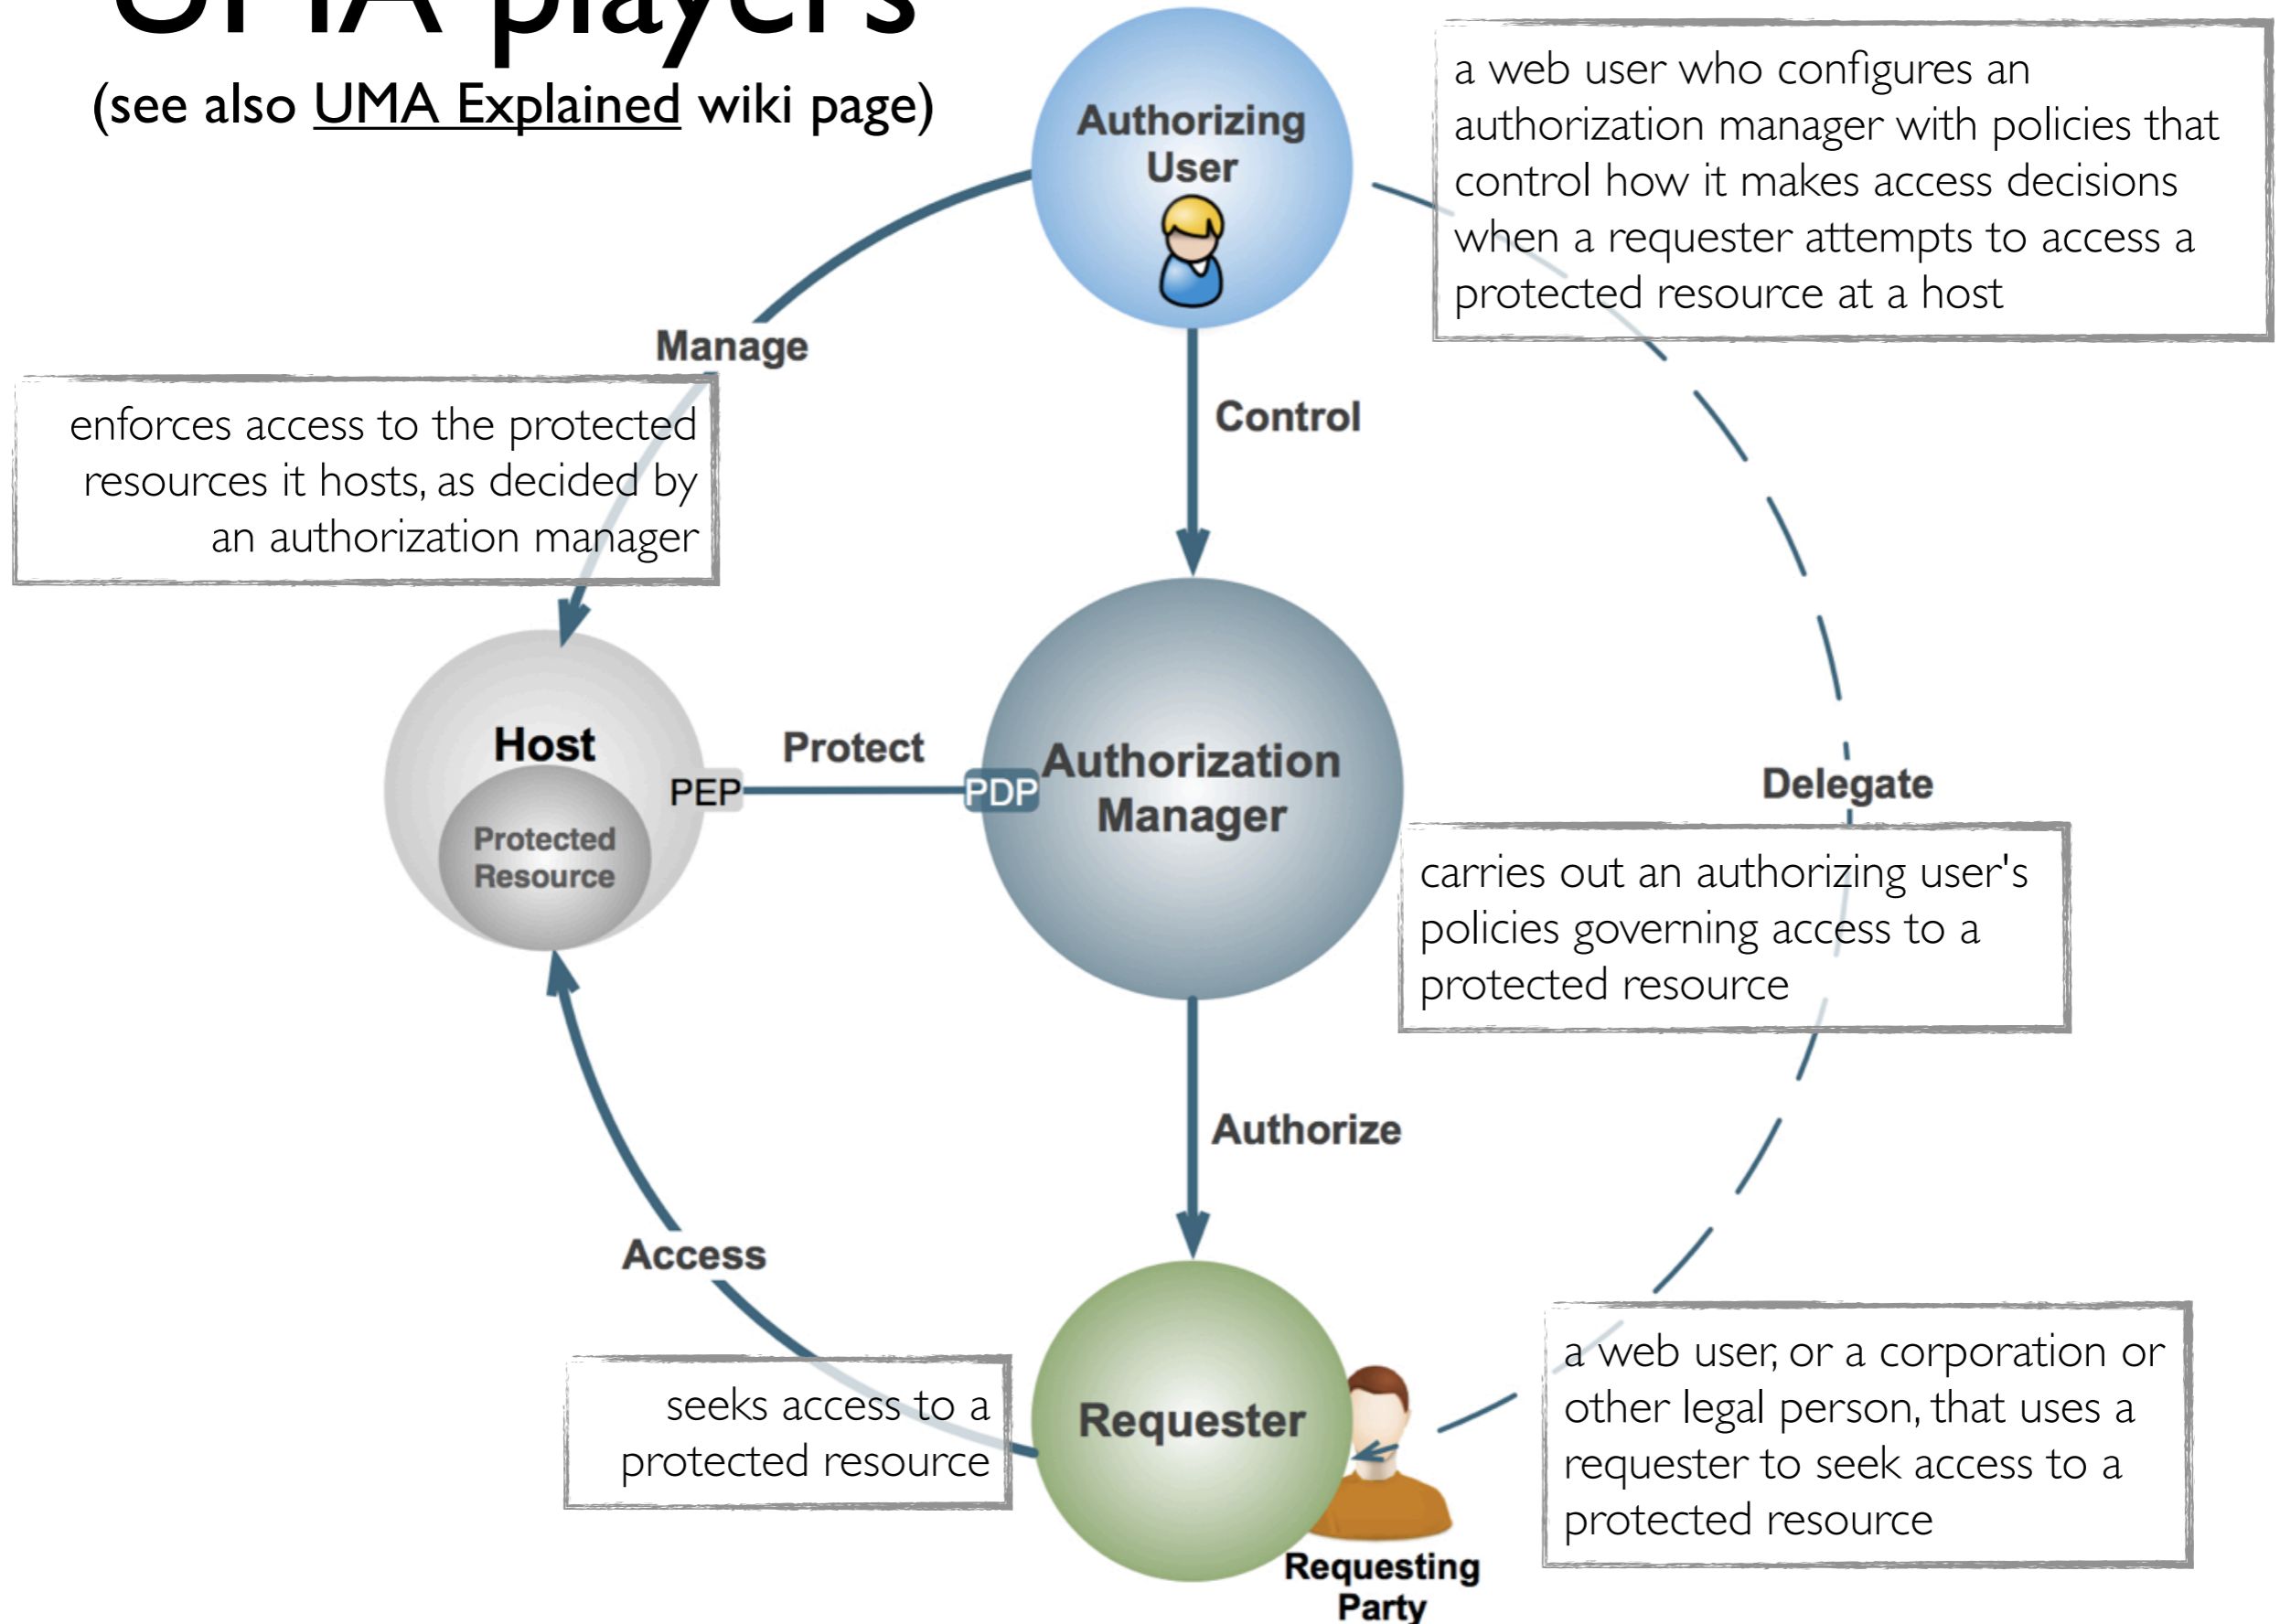 UMA players
(see also UMA Explained wiki page)
Authorizing
User
a web user who configures an
authorization manager with policies that
control how it makes access decisions
when a requester attempts to access a
protected resource at a host
Manage
enforces access to the protected
resources it hosts, as decided by
an authorization manager
Control
Host
Protected
Resource
PEP
Protect
PDP
Authorization
Manager
Delegate
carries out an authorizing user's
policies governing access to a
protected resource
Authorize
Access
seeks access to a
protected resource
Requester
Requesting
Party
a web user, or a corporation or
other legal person, that uses a
requester to seek access to a
protected resource